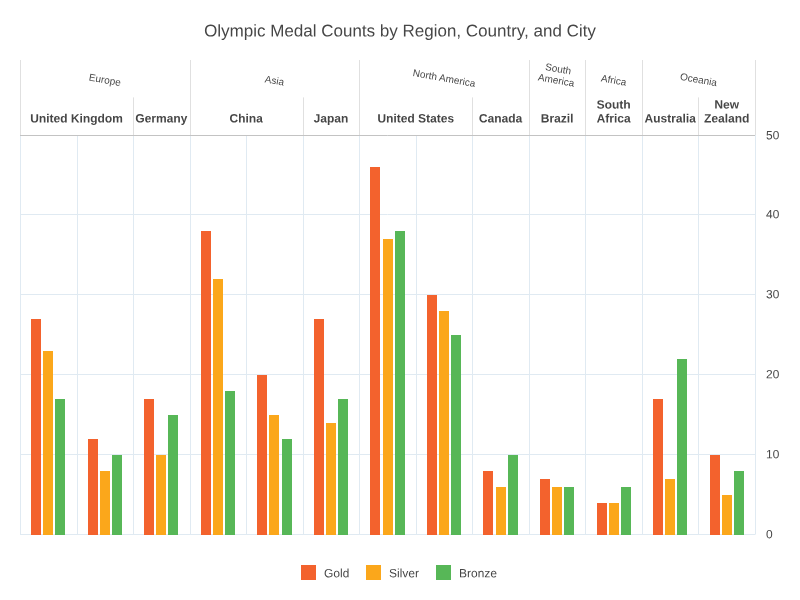 Olympic Medal Counts by Region, Country, and City
Europe
Asia
North America
South
America
Africa
Oceania
United Kingdom
Germany
China
Japan
United States
Canada
Brazil
South
Africa
Australia
New
Zealand
50
40
30
20
10
0
Gold
Silver
Bronze